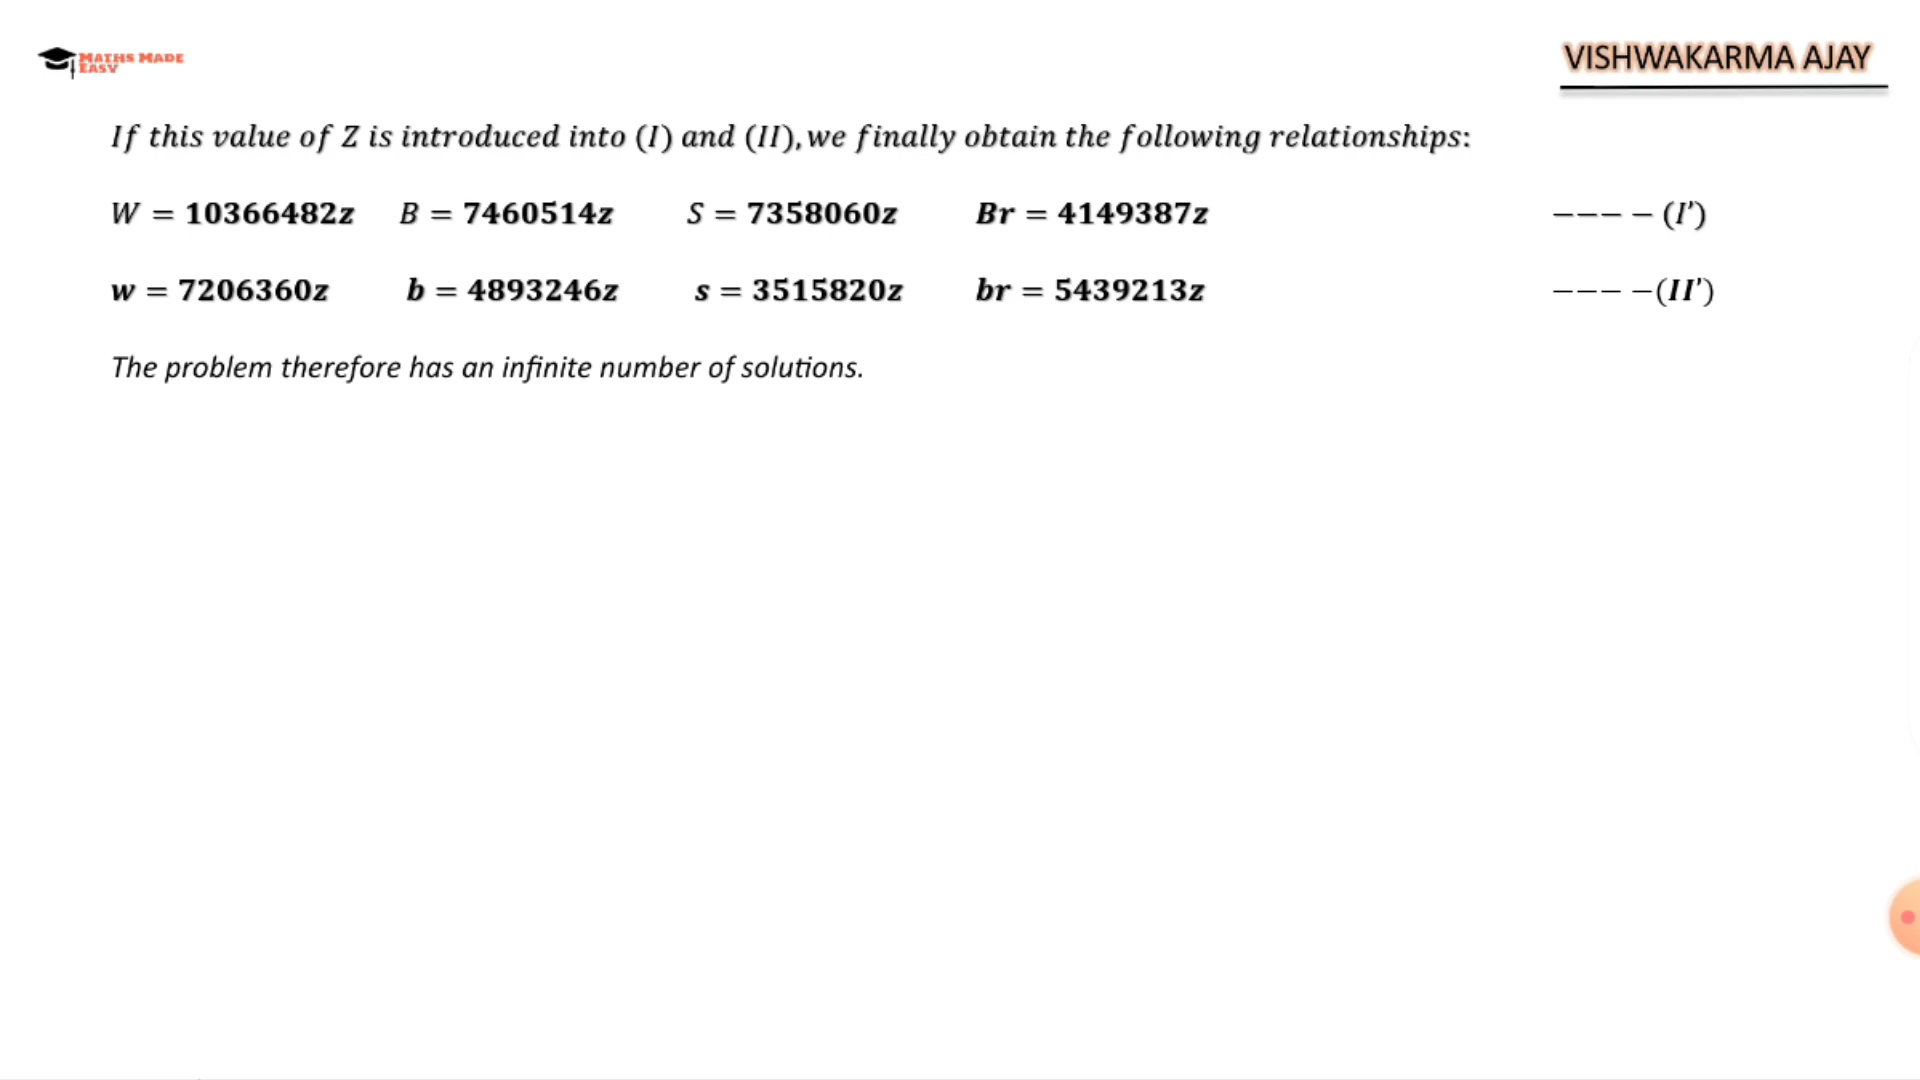 MATHS MADE
EASY
VISHWAKARMA AJAY
If this value of Z is introduced into (I) and (II), we finally obtain the following relationships:
W = 10366482z B = 7460514z S = 7358060z Br = 4149387z −−−− (I')
w = 7206360z b = 4893246z s = 3515820z br = 5439213z −−−−(II')
The problem therefore has an infinite number of solutions.